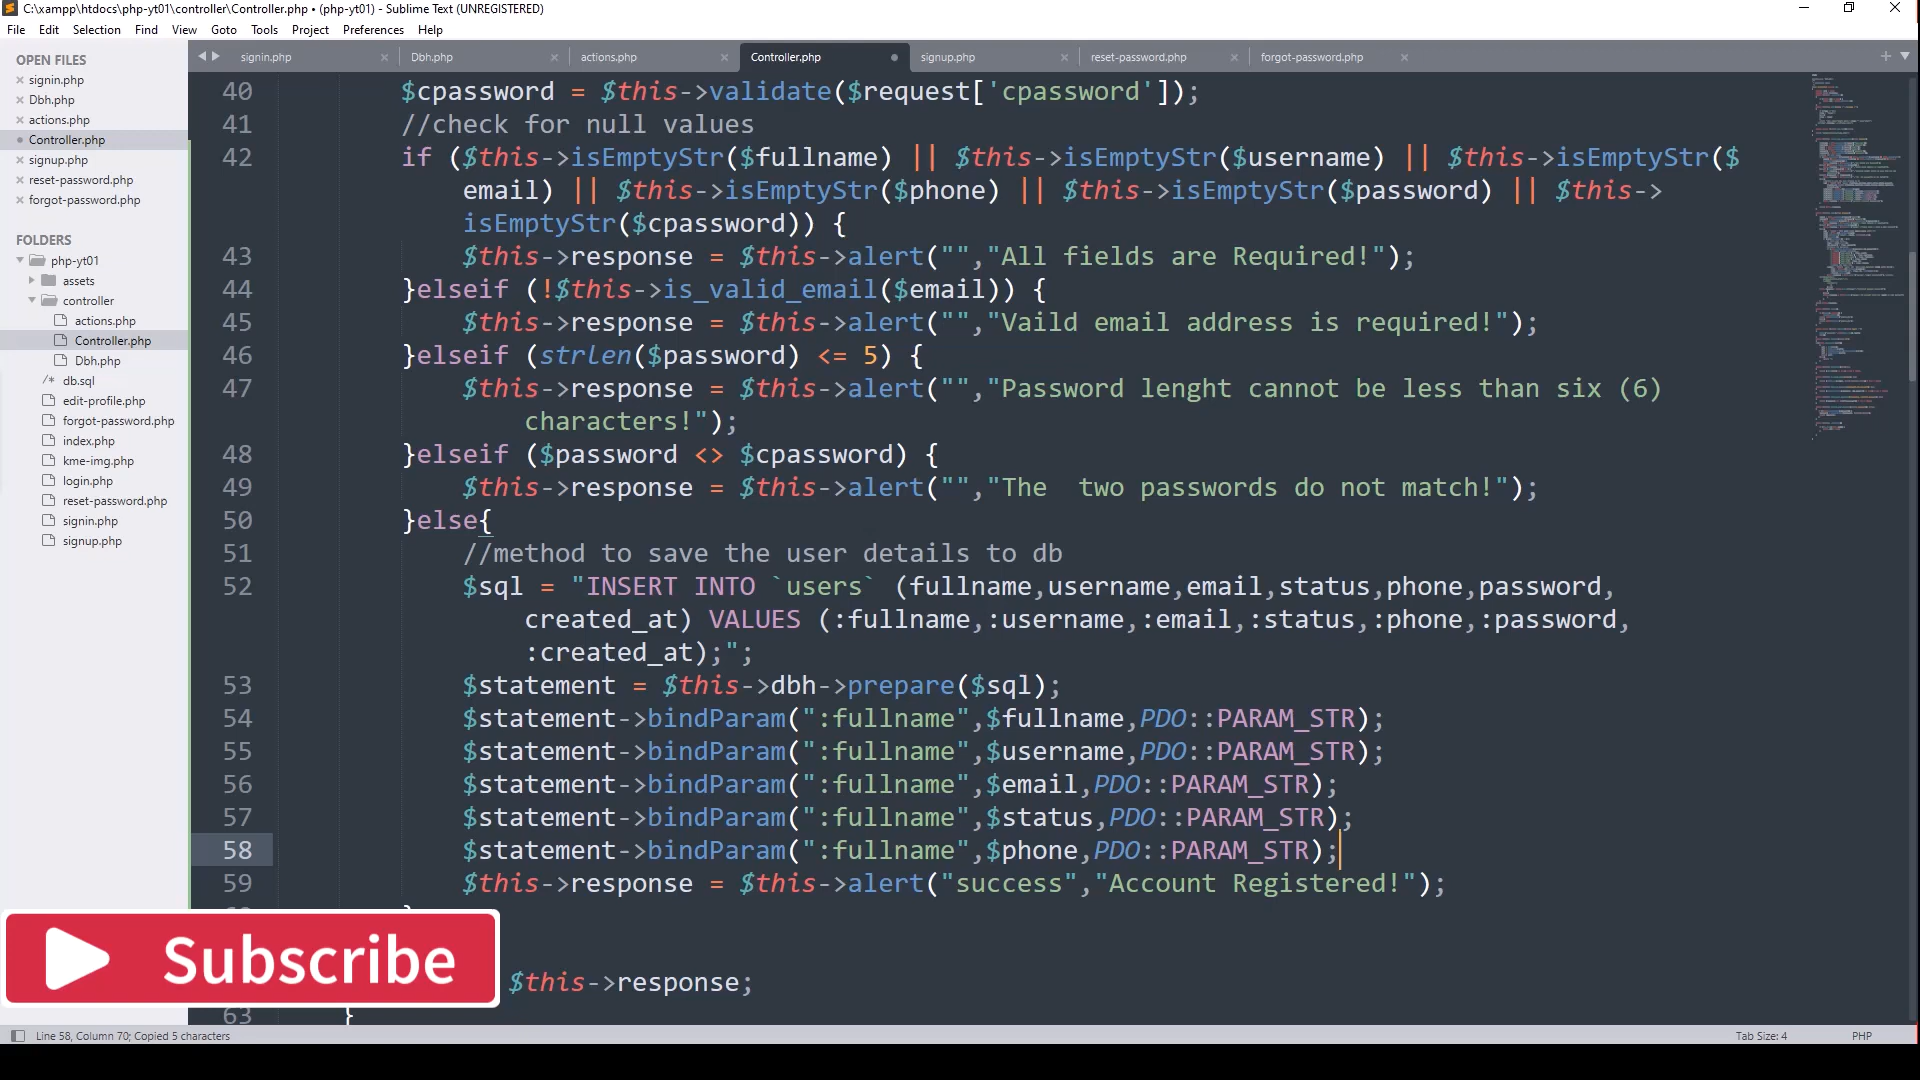 C:\xampp\htdocs\php-yt01\controller\Controller.php • (php-yt01) - Sublime Text (UNREGISTERED)
File Edit Selection Find View Goto Tools Project Preferences Help
OPEN FILES
signin.php
Dbh.php
actions.php
Controller.php
signup.php
reset-password.php
forgot-password.php
FOLDERS
php-yt01
assets
controller
actions.php
Controller.php
Dbh.php
db.sql
edit-profile.php
forgot-password.php
index.php
kme-img.php
login.php
reset-password.php
signin.php
signup.php
signin.php Dbh.php actions.php Controller.php signup.php reset-password.php forgot-password.php
40 $cpassword = $this->validate($request['cpassword']);
41 //check for null values
42 if ($this->isEmptyStr($fullname) || $this->isEmptyStr($username) || $this->isEmptyStr($
email) || $this->isEmptyStr($phone) || $this->isEmptyStr($password) || $this->
isEmptyStr($cpassword)) {
43 $this->response = $this->alert("","All fields are Required!");
44 }elseif (!$this->is_valid_email($email)) {
45 $this->response = $this->alert("","Vaild email address is required!");
46 }elseif (strlen($password) <= 5) {
47 $this->response = $this->alert("","Password lenght cannot be less than six (6)
characters!");
48 }elseif ($password <> $cpassword) {
49 $this->response = $this->alert("","The  two passwords do not match!");
50 }else{
51 //method to save the user details to db
52 $sql = "INSERT INTO `users` (fullname,username,email,status,phone,password,
created_at) VALUES (:fullname,:username,:email,:status,:phone,:password,
:created_at);";
53 $statement = $this->dbh->prepare($sql);
54 $statement->bindParam(":fullname",$fullname,PDO::PARAM_STR);
55 $statement->bindParam(":fullname",$username,PDO::PARAM_STR);
56 $statement->bindParam(":fullname",$email,PDO::PARAM_STR);
57 $statement->bindParam(":fullname",$status,PDO::PARAM_STR);
58 $statement->bindParam(":fullname",$phone,PDO::PARAM_STR);
59 $this->response = $this->alert("success","Account Registered!");
Subscribe
$this->response;
63 }
Line 58, Column 70; Copied 5 characters
Tab Size: 4 PHP